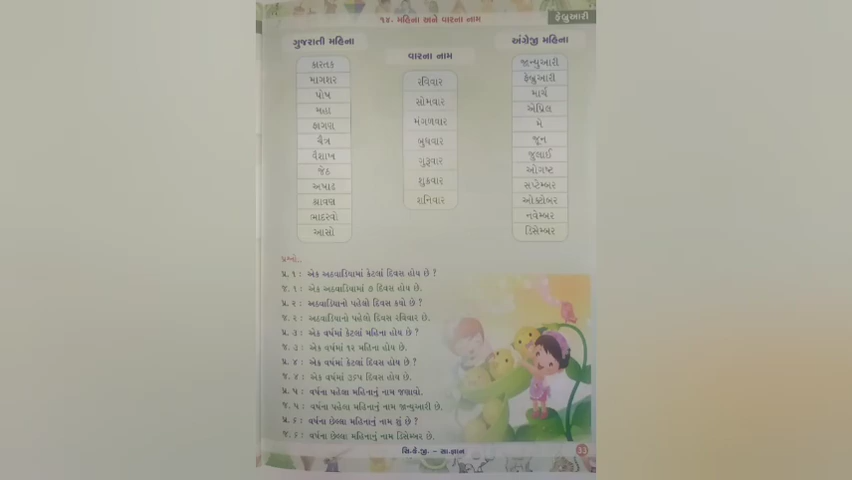 ૧૪. મહિના અને વારના નામ
ફેબ્રુઆરી
ગુજરાતી મહિના
કારતક
માગશર
પોષ
મહા
ફાગણ
ચૈત્ર
વૈશાખ
જેઠ
અષાઢ
શ્રાવણ
ભાદરવો
આસો
વારના નામ
રવિવાર
સોમવાર
મંગળવાર
બુધવાર
ગુરૂવાર
શુક્રવાર
શનિવાર
અંગ્રેજી મહિના
જાન્યુઆરી
ફેબ્રુઆરી
માર્ચ
એપ્રિલ
મે
જૂન
જુલાઈ
ઓગષ્ટ
સપ્ટેમ્બર
ઓક્ટોબર
નવેમ્બર
ડિસેમ્બર
પ્રશ્નો..
પ્ર. ૧ : એક અઠવાડિયામાં કેટલાં દિવસ હોય છે ?
જ. ૧ : એક અઠવાડિયામાં ૭ દિવસ હોય છે.
પ્ર. ૨ : અઠવાડિયાનો પહેલો દિવસ કયો છે ?
જ. ૨ : અઠવાડિયાનો પહેલો દિવસ રવિવાર છે.
પ્ર. ૩ : એક વર્ષમાં કેટલાં મહિના હોય છે ?
જ. ૩ : એક વર્ષમાં ૧૨ મહિના હોય છે.
પ્ર. ૪ : એક વર્ષમાં કેટલાં દિવસ હોય છે ?
જ. ૪ : એક વર્ષમાં ૩૬૫ દિવસ હોય છે.
પ્ર. ૫ : વર્ષના પહેલા મહિનાનું નામ જણાવો.
જ. ૫ : વર્ષના પહેલા મહિનાનું નામ જાન્યુઆરી છે.
પ્ર. ૬ : વર્ષના છેલ્લા મહિનાનું નામ શું છે ?
જ. ૬ : વર્ષના છેલ્લા મહિનાનું નામ ડિસેમ્બર છે.
સિ.કે.જી. - સા.જ્ઞાન
33